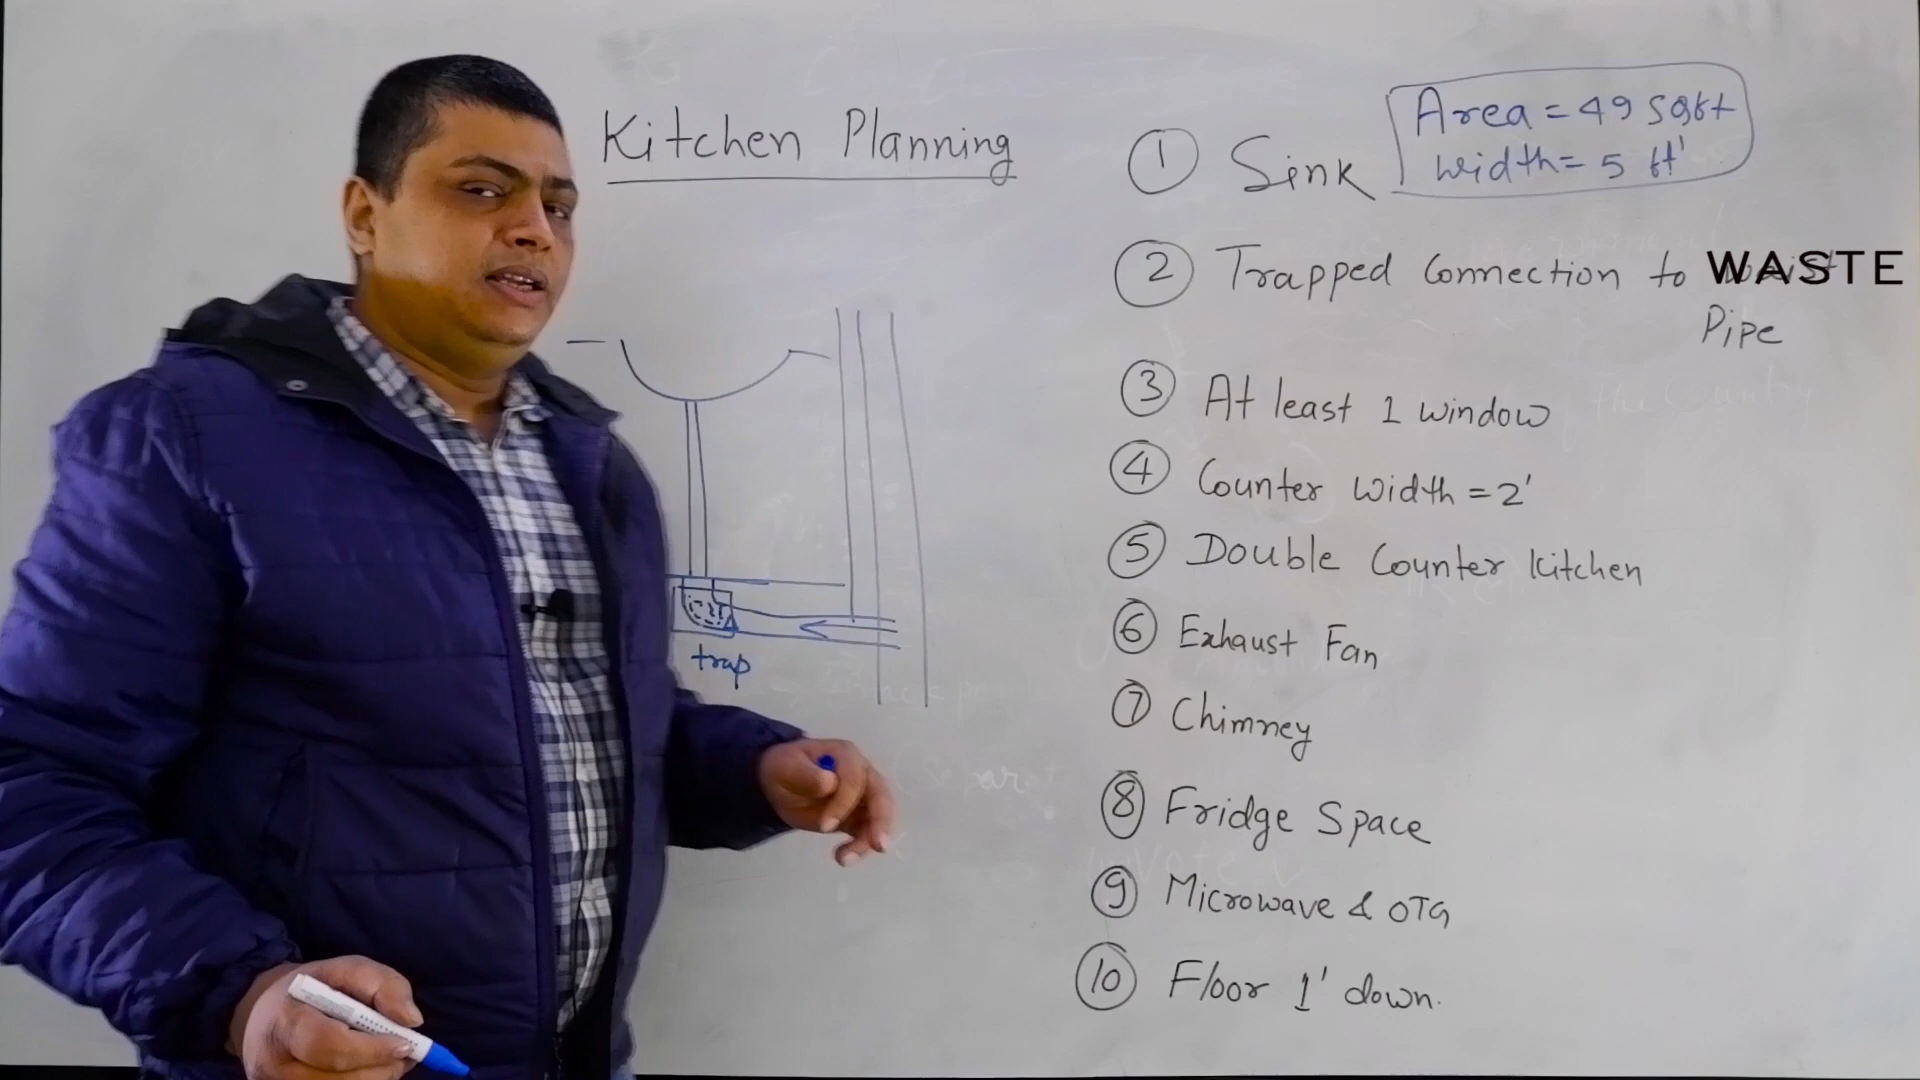 Kitchen Planning
Area = 49 sqft
Width = 5 ft'
① Sink
② Trapped Connection to WASTE
Pipe
③ At least 1 window
④ Counter Width = 2'
⑤ Double Counter Kitchen
⑥ Exhaust Fan
⑦ Chimney
⑧ Fridge Space
⑨ Microwave & OTG
⑩ Floor 1' down.
trap